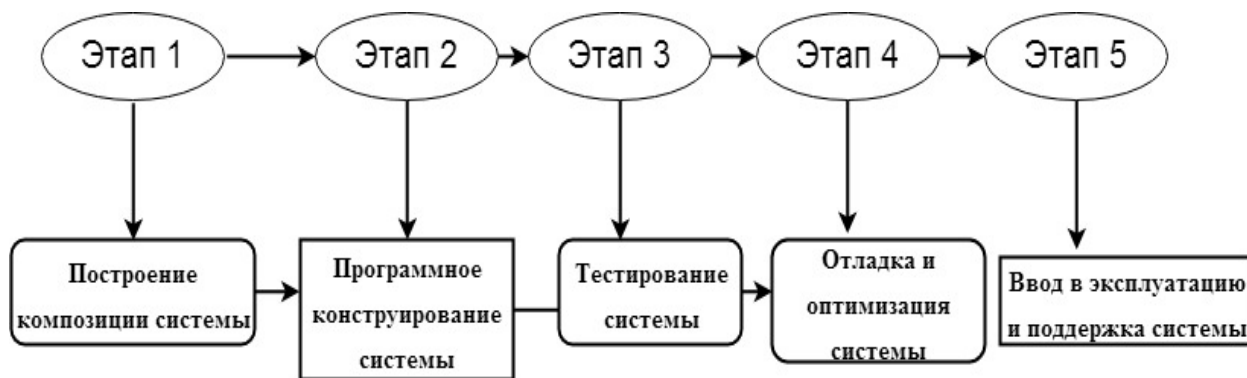 Этап 1
Этап 2
Этап 3
Этап 4
Этап 5
Построение
композиции системы
Программное
конструирование
системы
Тестирование
системы
Отладка и
оптимизация
системы
Ввод в эксплуатацию
и поддержка системы